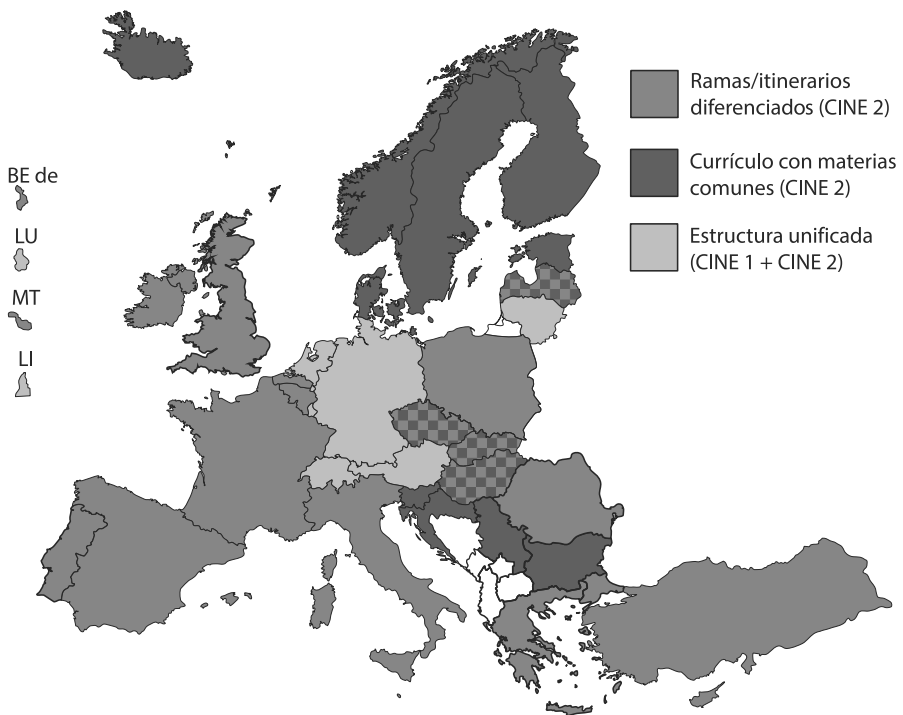 Ramas/itinerarios
diferenciados (CINE 2)
Currículo con materias
comunes (CINE 2)
Estructura unificada
(CINE 1 + CINE 2)
BE de
LU
MT
LI